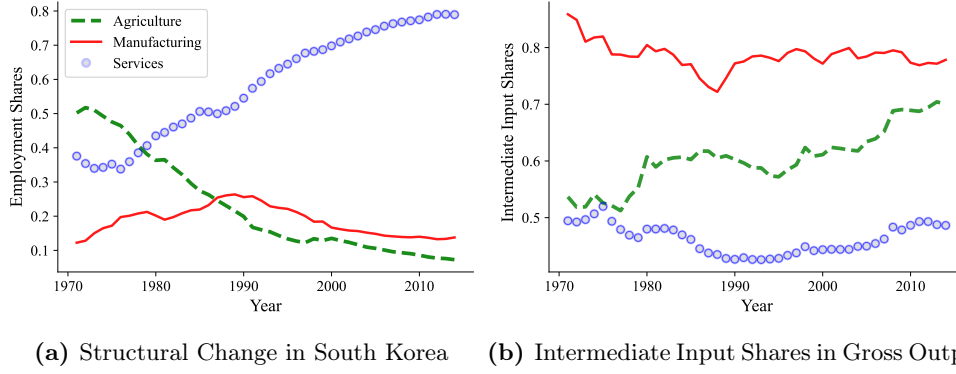 0.8
0.7
0.6
0.5
0.4
0.3
0.2
0.1
Employment Shares
Agriculture
Manufacturing
Services
1970 1980 1990 2000 2010
Year
(a) Structural Change in South Korea
0.8
0.7
0.6
0.5
Intermediate Input Shares
1970 1980 1990 2000 2010
Year
(b) Intermediate Input Shares in Gross Outp